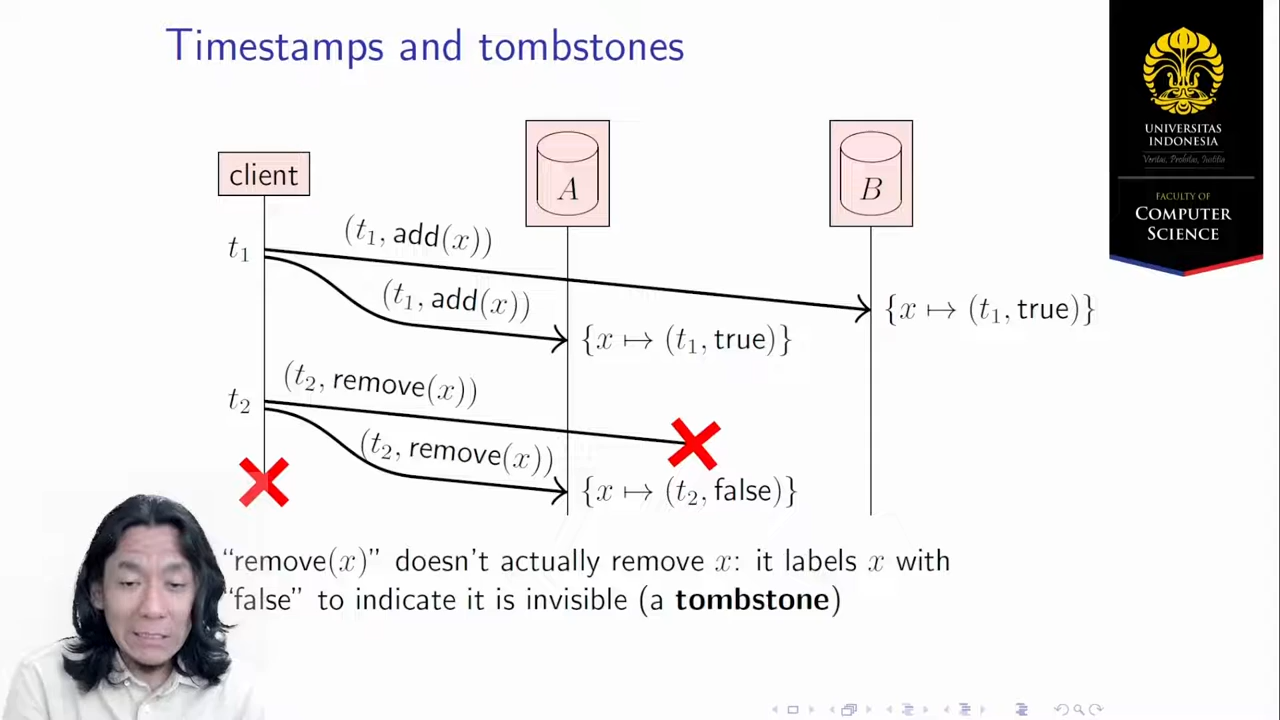 Timestamps and tombstones
UNIVERSITAS
INDONESIA
Veritas, Probitas, Iustitia
FACULTY OF
COMPUTER
SCIENCE
client
A
B
t₁
(t₁, add(x))
(t₁, add(x))
{x ↦ (t₁, true)}
{x ↦ (t₁, true)}
t₂
(t₂, remove(x))
(t₂, remove(x))
{x ↦ (t₂, false)}
“remove(x)” doesn’t actually remove x: it labels x with
“false” to indicate it is invisible (a tombstone)